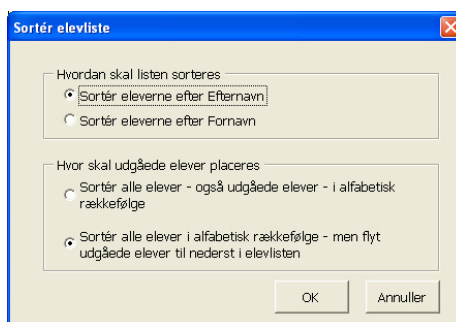 Sortér elevliste
Hvordan skal listen sorteres
Sortér eleverne efter Efternavn
Sortér eleverne efter Fornavn
Hvor skal udgåede elever placeres
Sortér alle elever - også udgåede elever - i alfabetisk
rækkefølge
Sortér alle elever i alfabetisk rækkefølge - men flyt
udgåede elever til nederst i elevlisten
OK
Annuller